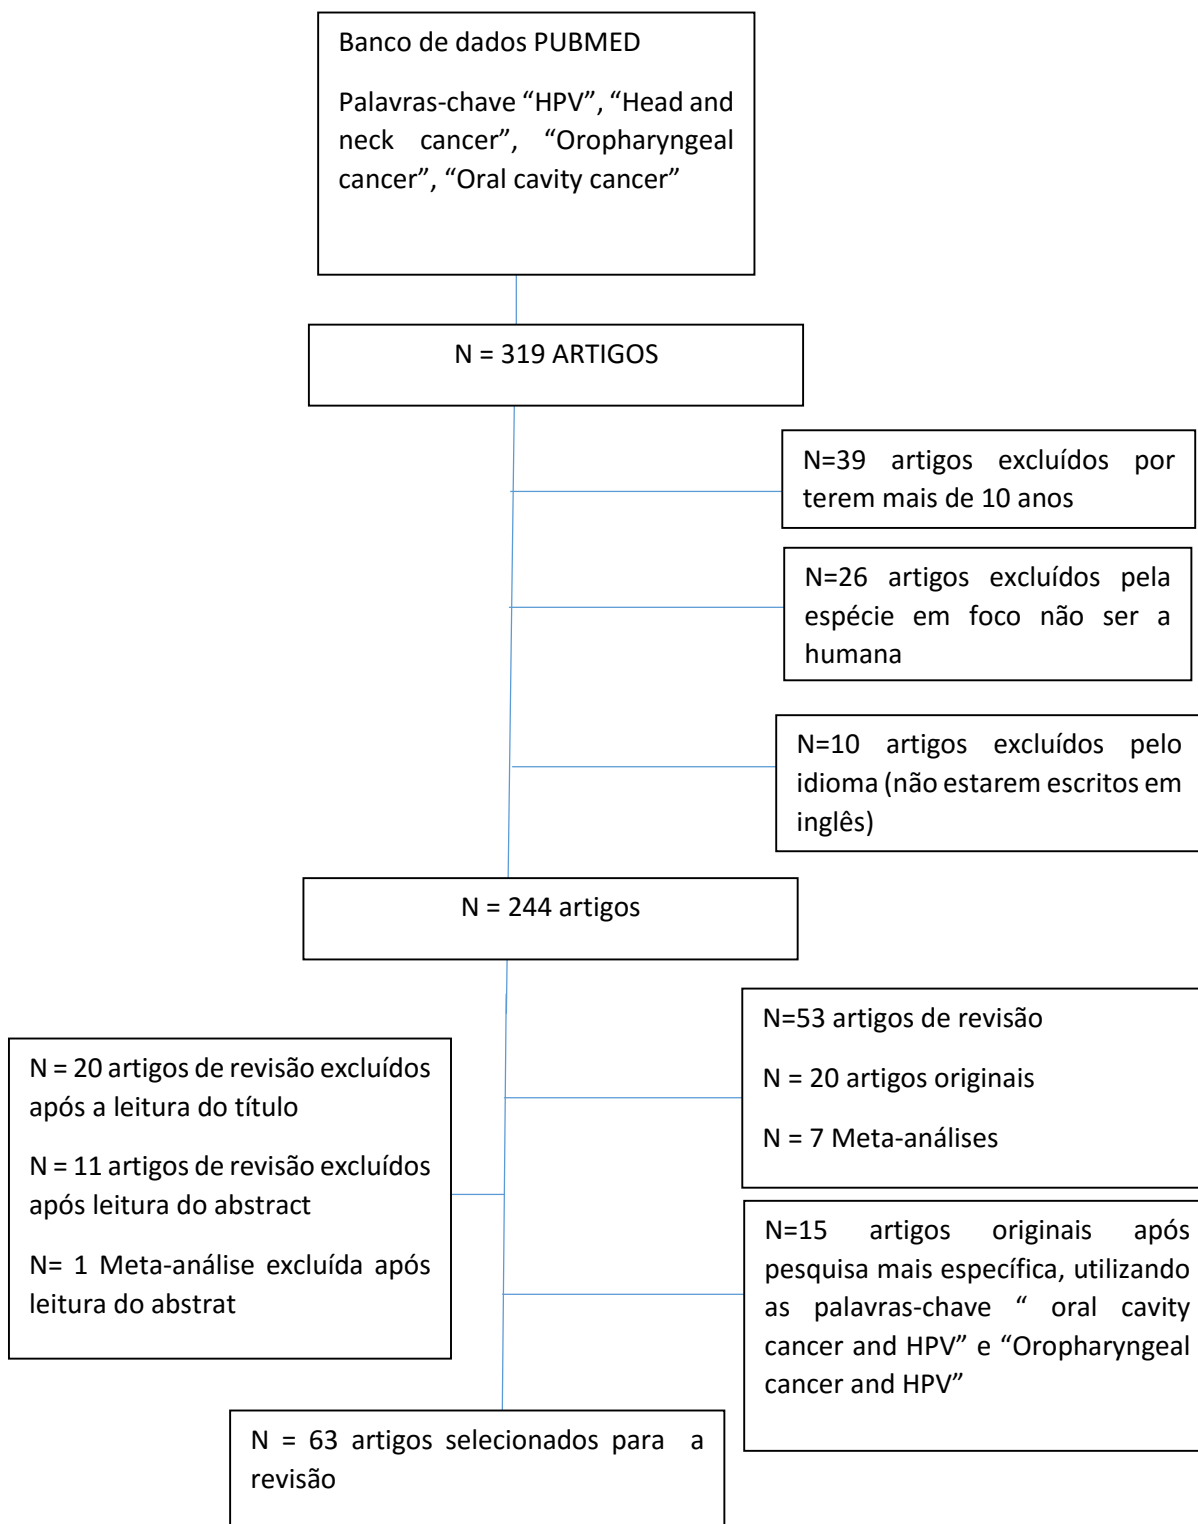 Banco de dados PUBMED
Palavras-chave “HPV”, “Head and
neck cancer”, “Oropharyngeal
cancer”, “Oral cavity cancer”
N = 319 ARTIGOS
N=39 artigos excluídos por
terem mais de 10 anos
N=26 artigos excluídos pela
espécie em foco não ser a
humana
N=10 artigos excluídos pelo
idioma (não estarem escritos em
inglês)
N = 244 artigos
N=53 artigos de revisão
N = 20 artigos originais
N = 7 Meta-análises
N = 20 artigos de revisão excluídos
após a leitura do título
N = 11 artigos de revisão excluídos
após leitura do abstract
N= 1 Meta-análise excluída após
leitura do abstrat
N=15 artigos originais após
pesquisa mais específica, utilizando
as palavras-chave “ oral cavity
cancer and HPV” e “Oropharyngeal
cancer and HPV”
N = 63 artigos selecionados para a
revisão